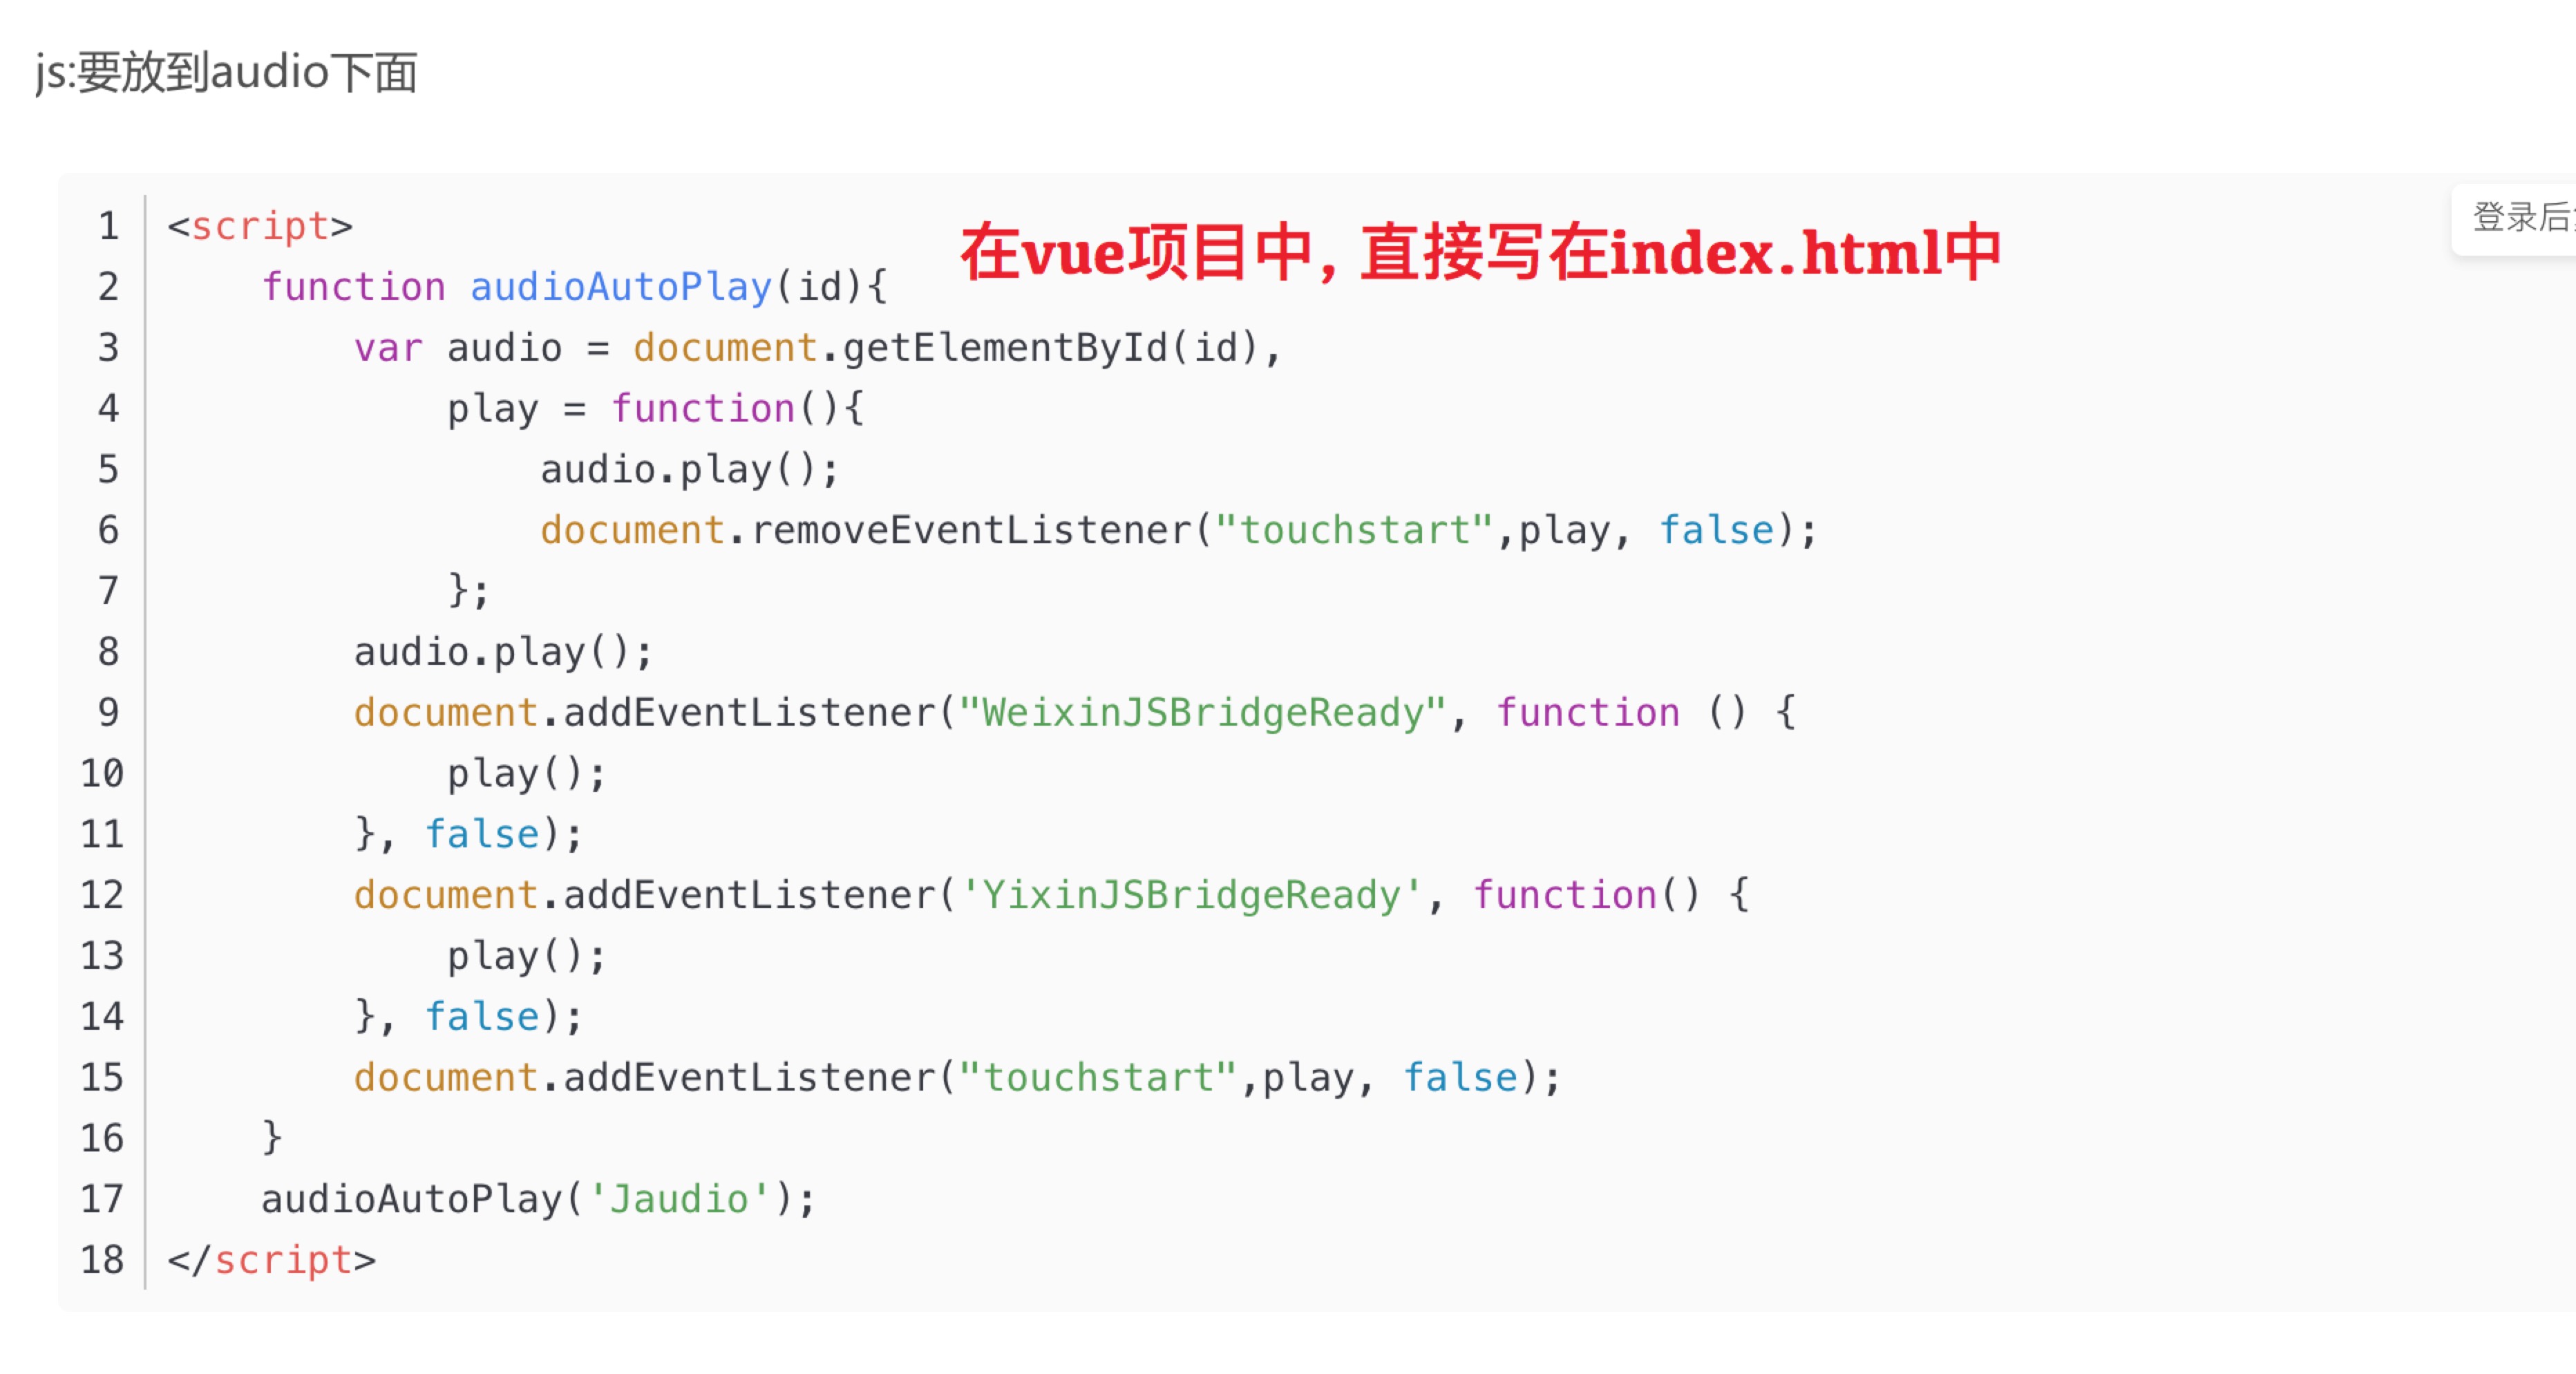 js:要放到audio下面
在vue项目中, 直接写在index.html中
登录后
1 <script>
2     function audioAutoPlay(id){
3         var audio = document.getElementById(id),
4             play = function(){
5                 audio.play();
6                 document.removeEventListener("touchstart",play, false);
7             };
8         audio.play();
9         document.addEventListener("WeixinJSBridgeReady", function () {
10             play();
11         }, false);
12         document.addEventListener('YixinJSBridgeReady', function() {
13             play();
14         }, false);
15         document.addEventListener("touchstart",play, false);
16     }
17     audioAutoPlay('Jaudio');
18 </script>